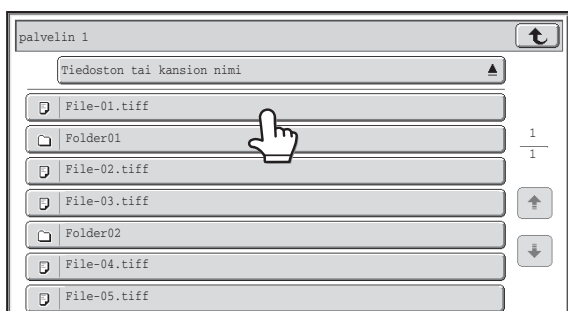 palvelin 1
Tiedoston tai kansion nimi
File-01.tiff
Folder01
1
1
File-02.tiff
File-03.tiff
Folder02
File-04.tiff
File-05.tiff